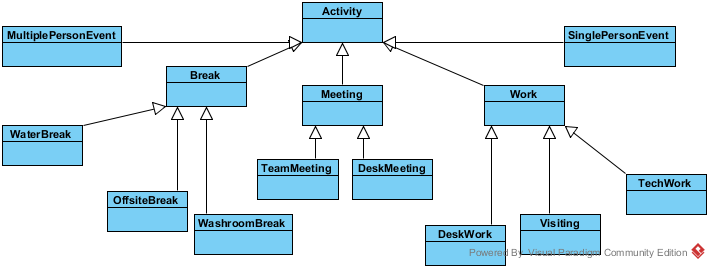 Activity
MultiplePersonEvent
SinglePersonEvent
Break
Meeting
Work
WaterBreak
TeamMeeting
DeskMeeting
TechWork
OffsiteBreak
WashroomBreak
DeskWork
Visiting
Powered By Visual Paradigm Community Edition